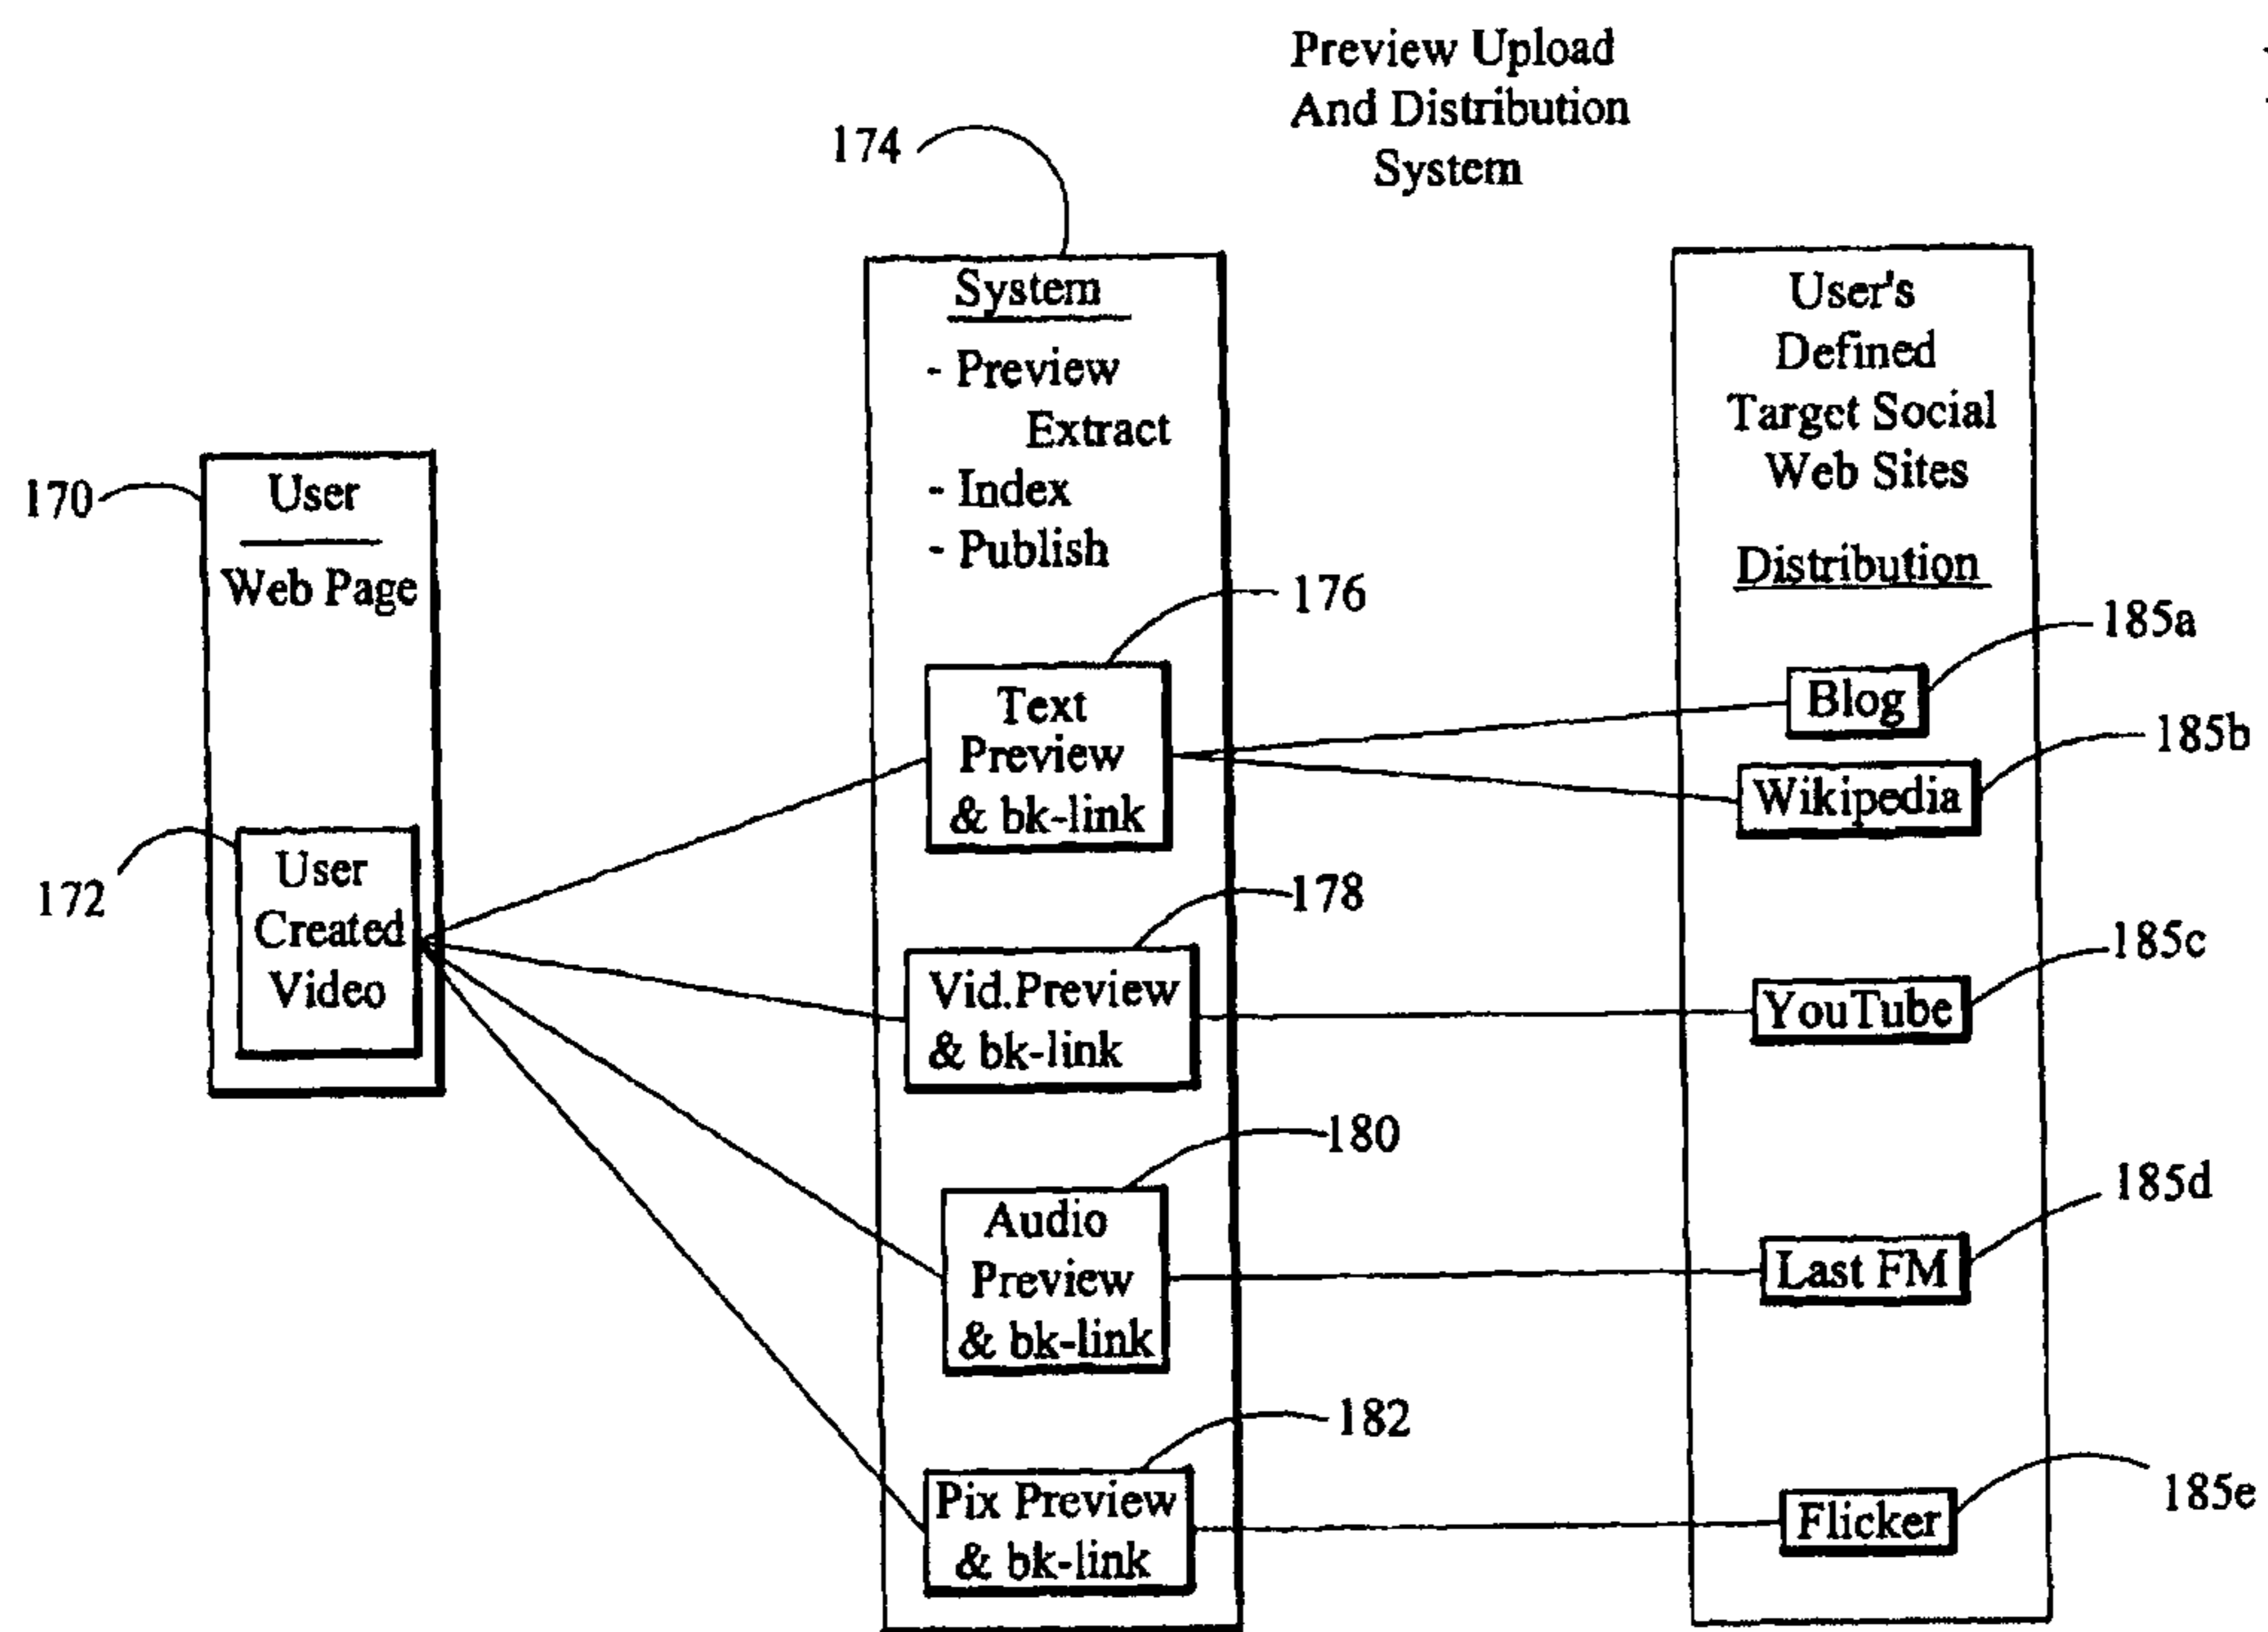 Preview Upload
And Distribution
System
174
System
- Preview
Extract
- Index
- Publish
User's
Defined
Target Social
Web Sites
Distribution
170
User
Web Page
172
User
Created
Video
176
Text
Preview
& bk-link
178
Vid.Preview
& bk-link
180
Audio
Preview
& bk-link
182
Pix Preview
& bk-link
185a
Blog
185b
Wikipedia
185c
YouTube
185d
Last FM
185e
Flicker